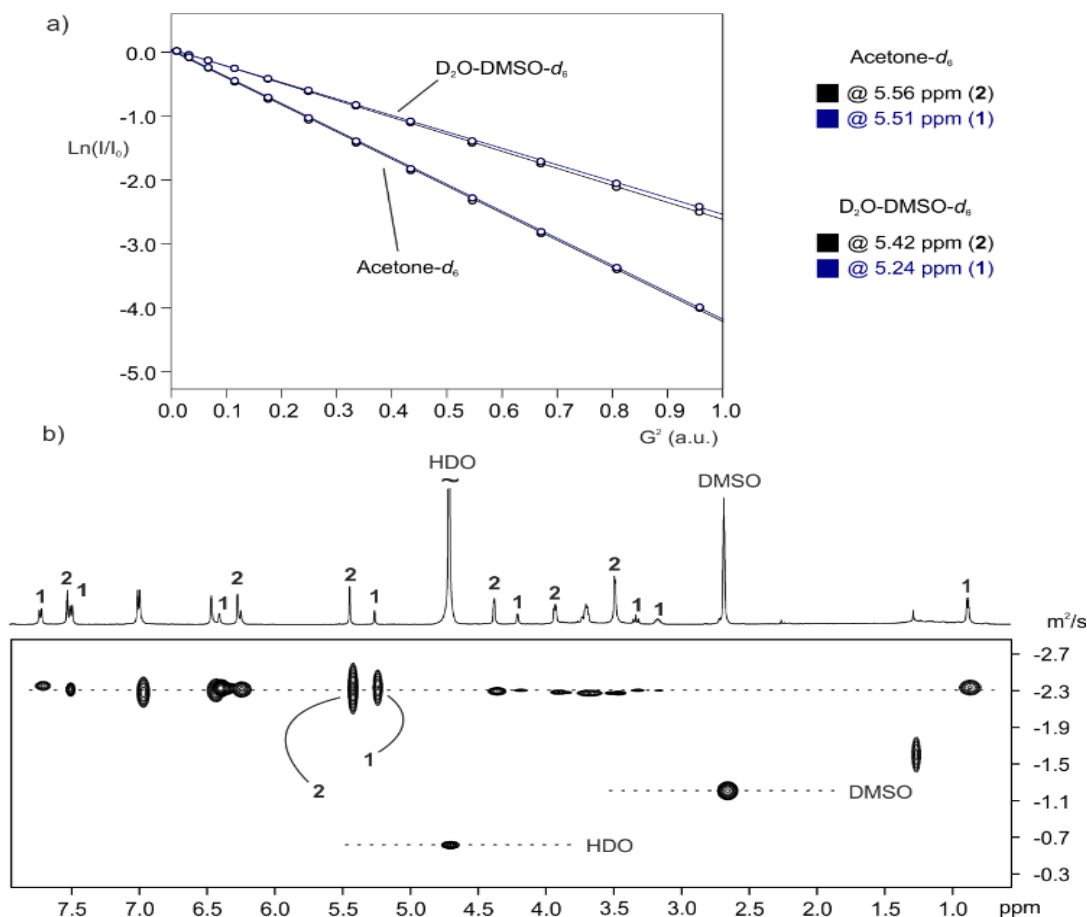 a)
0.0
-1.0
-2.0
-3.0
-4.0
-5.0
Ln(I/I₀)
D₂O-DMSO-d₆
Acetone-d₆
0.0 0.1 0.2 0.3 0.4 0.5 0.6 0.7 0.8 0.9 1.0
G² (a.u.)
Acetone-d₆
@ 5.56 ppm (2)
@ 5.51 ppm (1)
D₂O-DMSO-d₆
@ 5.42 ppm (2)
@ 5.24 ppm (1)
b)
HDO
~
DMSO
1 2 1 1 2 2 1 2 1 2 2 1 1 1
m²/s
-2.7
-2.3
-1.9
-1.5
-1.1
-0.7
-0.3
2
1
DMSO
HDO
7.5 7.0 6.5 6.0 5.5 5.0 4.5 4.0 3.5 3.0 2.5 2.0 1.5 1.0 ppm